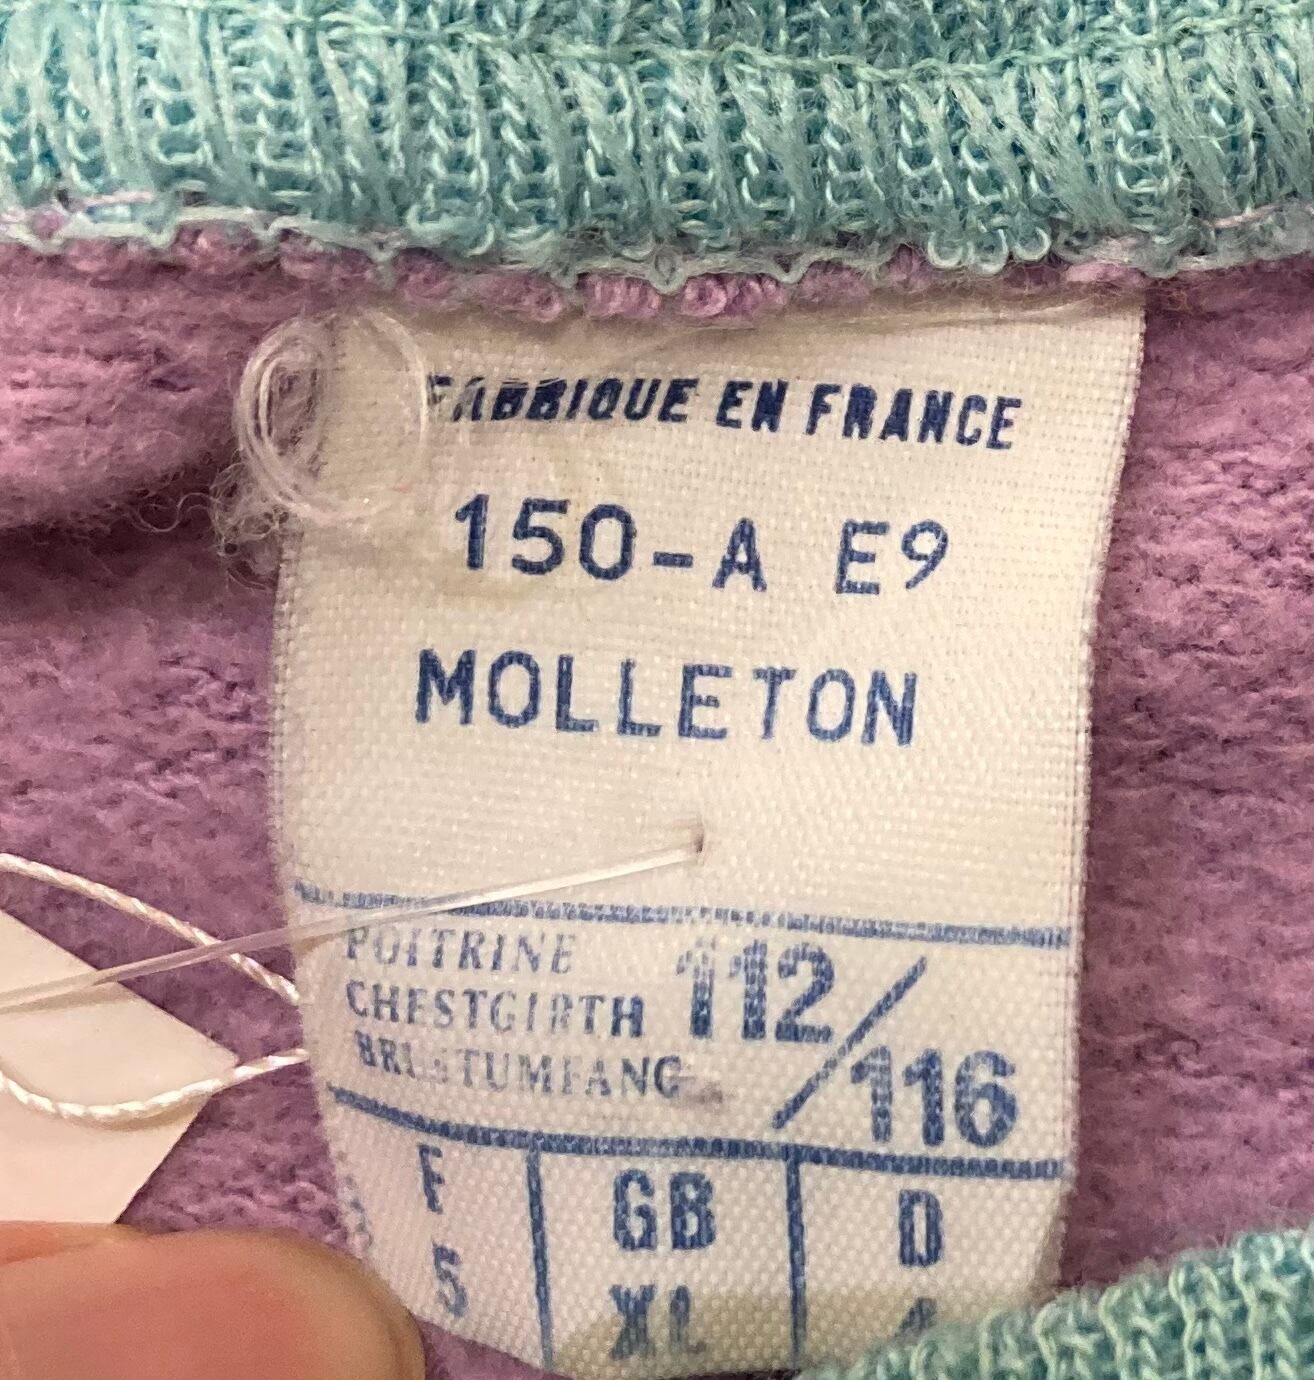 FABRIQUE EN FRANCE
150-A E9
MOLLETON
POITRINE
CHESTGIRTH
BRUSTUMFANG
112/116
F GB D
5 XL